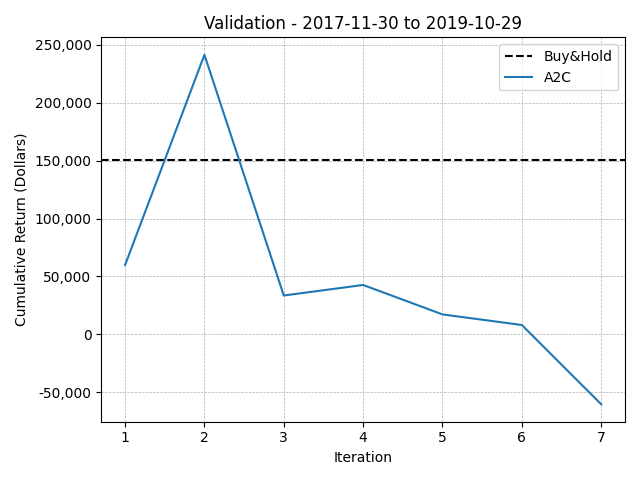 Validation - 2017-11-30 to 2019-10-29
Buy&Hold
A2C
Cumulative Return (Dollars)
250,000
200,000
150,000
100,000
50,000
0
-50,000
1 2 3 4 5 6 7
Iteration